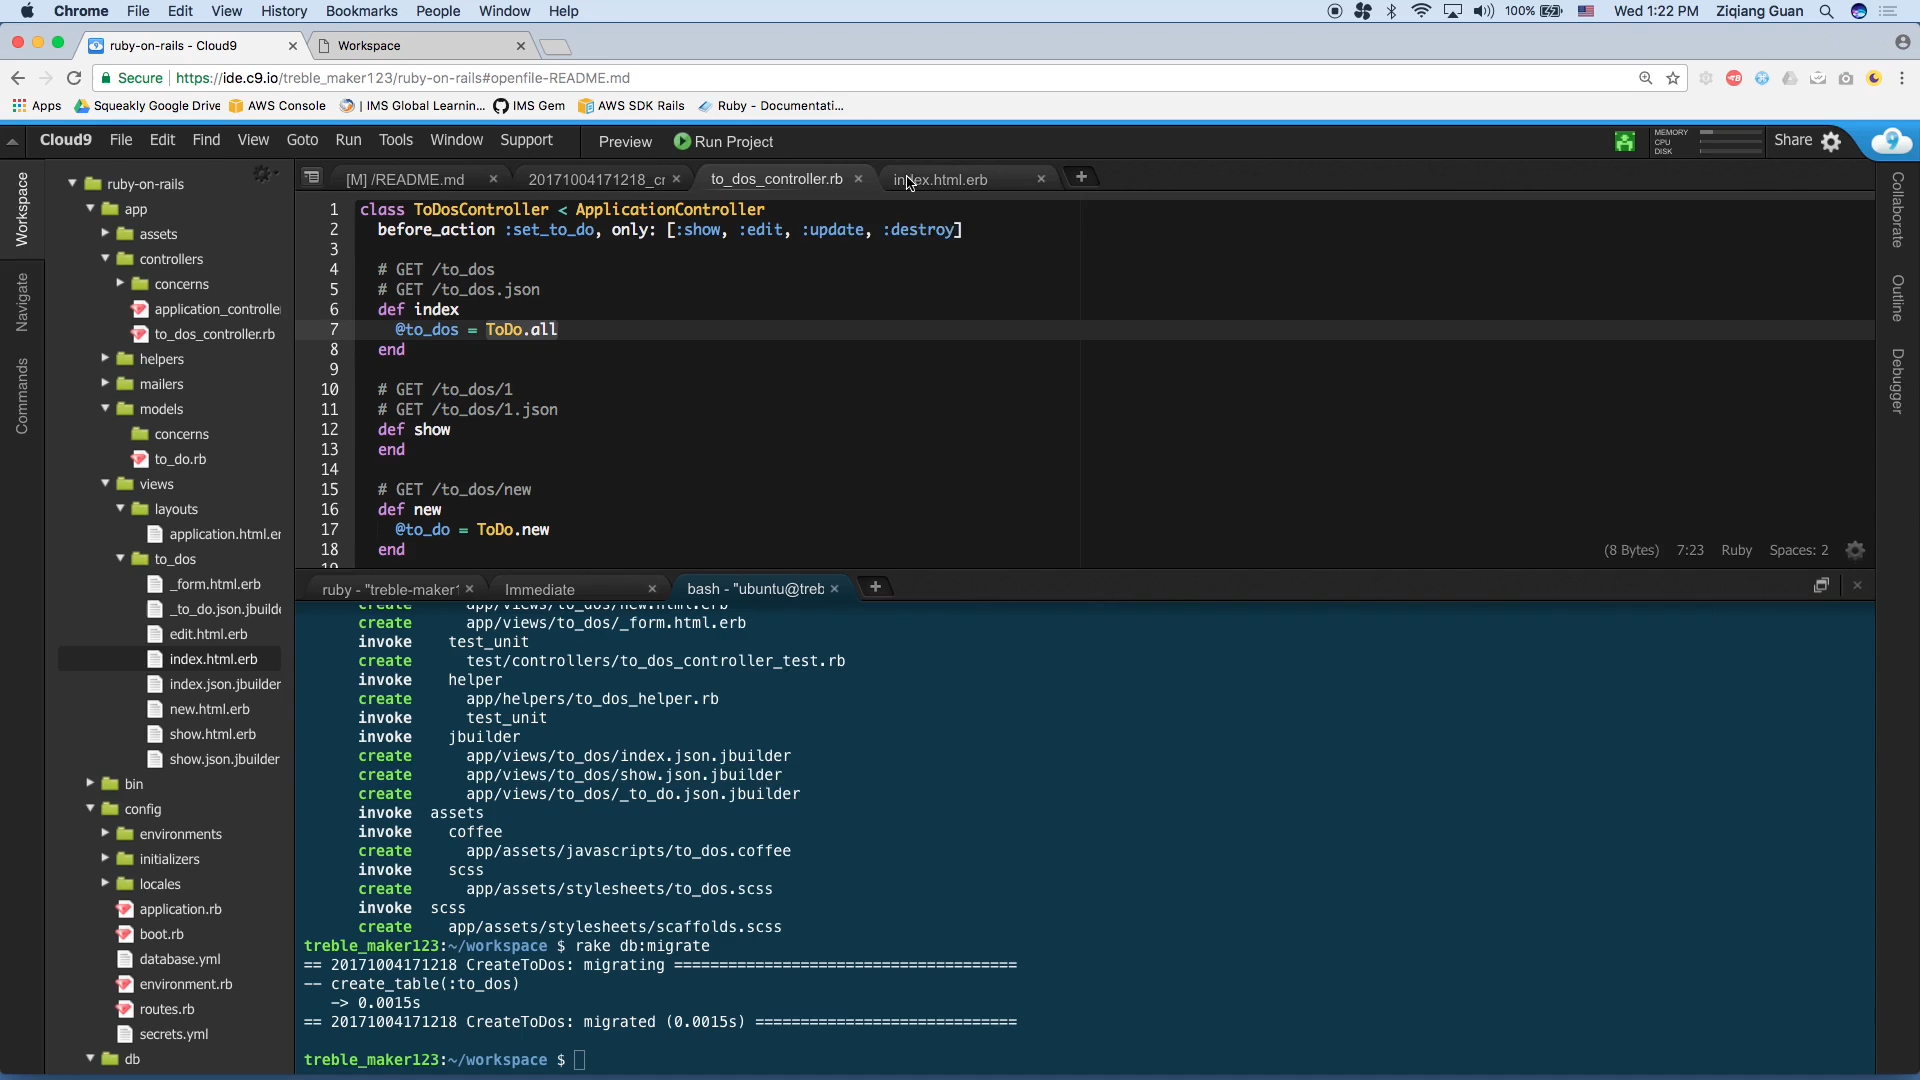 Chrome File Edit View History Bookmarks People Window Help 100% Wed 1:22 PM Ziqiang Guan
ruby-on-rails - Cloud9 Workspace
Secure https://ide.c9.io/treble_maker123/ruby-on-rails#openfile-README.md
Apps Squeakly Google Drive AWS Console | IMS Global Learnin... IMS Gem AWS SDK Rails Ruby - Documentati...
Cloud9 File Edit Find View Goto Run Tools Window Support Preview Run Project MEMORY CPU DISK Share
Workspace
Navigate
Commands
ruby-on-rails
app
assets
controllers
concerns
application_controlle
to_dos_controller.rb
helpers
mailers
models
concerns
to_do.rb
views
layouts
application.html.er
to_dos
_form.html.erb
_to_do.json.jbuilde
edit.html.erb
index.html.erb
index.json.jbuilder
new.html.erb
show.html.erb
show.json.jbuilder
bin
config
environments
initializers
locales
application.rb
boot.rb
database.yml
environment.rb
routes.rb
secrets.yml
db
[M] /README.md 20171004171218_cr to_dos_controller.rb index.html.erb
1 class ToDosController < ApplicationController
2 before_action :set_to_do, only: [:show, :edit, :update, :destroy]
3
4 # GET /to_dos
5 # GET /to_dos.json
6 def index
7 @to_dos = ToDo.all
8 end
9
10 # GET /to_dos/1
11 # GET /to_dos/1.json
12 def show
13 end
14
15 # GET /to_dos/new
16 def new
17 @to_do = ToDo.new
18 end
(8 Bytes) 7:23 Ruby Spaces: 2
Collaborate
Outline
Debugger
ruby - "treble-maker1 Immediate bash - "ubuntu@treb
create app/views/to_dos/new.html.erb
create app/views/to_dos/_form.html.erb
invoke test_unit
create test/controllers/to_dos_controller_test.rb
invoke helper
create app/helpers/to_dos_helper.rb
invoke test_unit
invoke jbuilder
create app/views/to_dos/index.json.jbuilder
create app/views/to_dos/show.json.jbuilder
create app/views/to_dos/_to_do.json.jbuilder
invoke assets
invoke coffee
create app/assets/javascripts/to_dos.coffee
invoke scss
create app/assets/stylesheets/to_dos.scss
invoke scss
create app/assets/stylesheets/scaffolds.scss
treble_maker123:~/workspace $ rake db:migrate
== 20171004171218 CreateToDos: migrating ======================================
-- create_table(:to_dos)
-> 0.0015s
== 20171004171218 CreateToDos: migrated (0.0015s) =============================
treble_maker123:~/workspace $